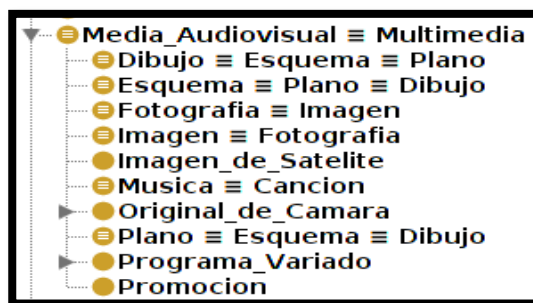 Media_Audiovisual ≡ Multimedia
Dibujo ≡ Esquema ≡ Plano
Esquema ≡ Plano ≡ Dibujo
Fotografia ≡ Imagen
Imagen ≡ Fotografia
Imagen_de_Satelite
Musica ≡ Cancion
Original_de_Camara
Plano ≡ Esquema ≡ Dibujo
Programa_Variado
Promocion